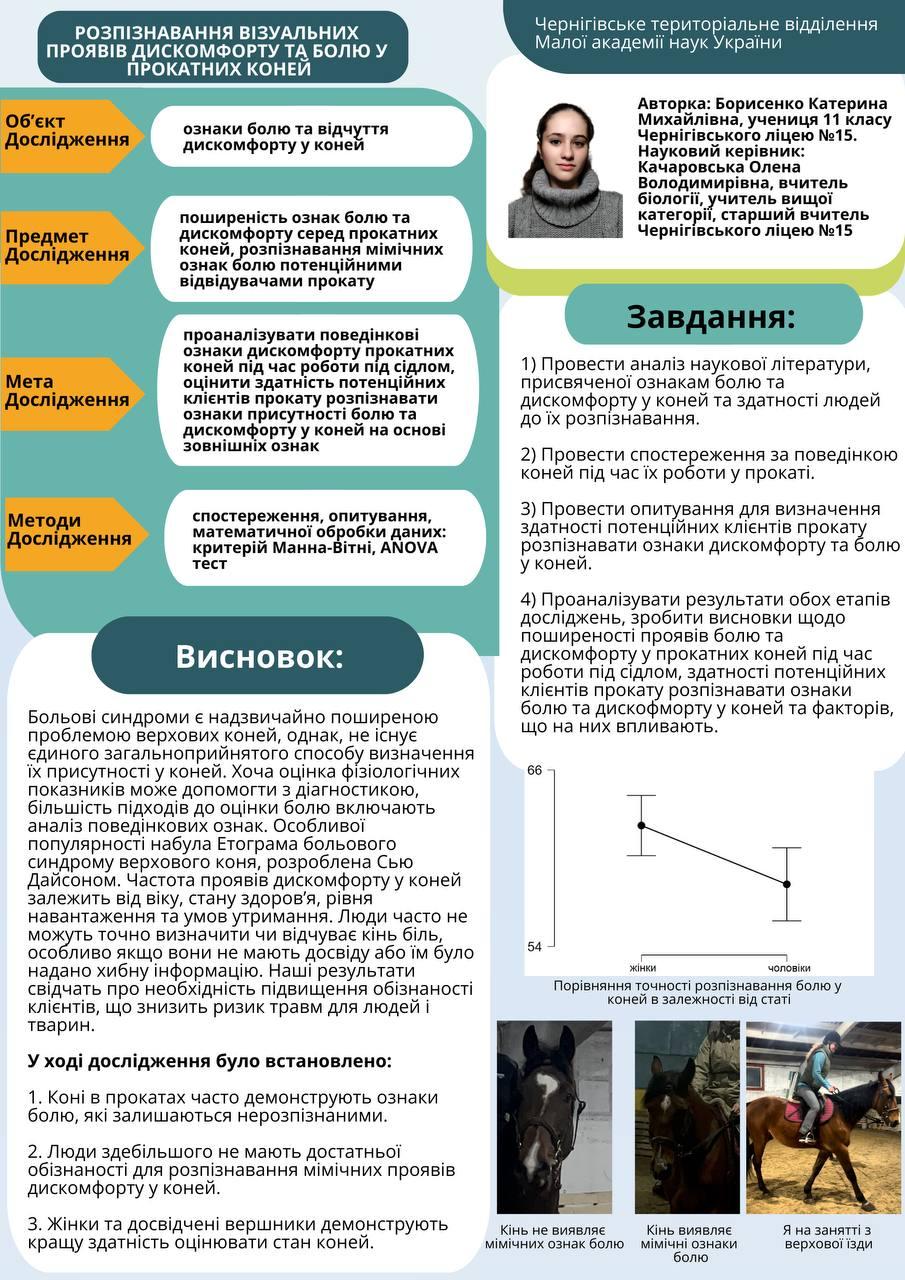 РОЗПІЗНАВАННЯ ВІЗУАЛЬНИХ
ПРОЯВІВ ДИСКОМФОРТУ ТА БОЛЮ У
ПРОКАТНИХ КОНЕЙ
Чернігівське територіальне відділення
Малої академії наук України
Авторка: Борисенко Катерина
Михайлівна, учениця 11 класу
Чернігівського ліцею №15.
Науковий керівник:
Качаровська Олена
Володимирівна, вчитель
біології, учитель вищої
категорії, старший вчитель
Чернігівського ліцею №15
Об’єкт
Дослідження
ознаки болю та відчуття
дискомфорту у коней
Предмет
Дослідження
поширеність ознак болю та
дискомфорту серед прокатних
коней, розпізнавання мімічних
ознак болю потенційними
відвідувачами прокату
Мета
Дослідження
проаналізувати поведінкові
ознаки дискомфорту прокатних
коней під час роботи під сідлом,
оцінити здатність потенційних
клієнтів прокату розпізнавати
ознаки присутності болю та
дискомфорту у коней на основі
зовнішніх ознак
Методи
Дослідження
спостереження, опитування,
математичної обробки даних:
критерій Манна-Вітні, ANOVA
тест
Завдання:
1) Провести аналіз наукової літератури,
присвяченої ознакам болю та
дискомфорту у коней та здатності людей
до їх розпізнавання.
2) Провести спостереження за поведінкою
коней під час їх роботи у прокаті.
3) Провести опитування для визначення
здатності потенційних клієнтів прокату
розпізнавати ознаки дискомфорту та болю
у коней.
4) Проаналізувати результати обох етапів
досліджень, зробити висновки щодо
поширеності проявів болю та
дискомфорту у прокатних коней під час
роботи під сідлом, здатності потенційних
клієнтів прокату розпізнавати ознаки
болю та дискофморту у коней та факторів,
що на них впливають.
Висновок:
Больові синдроми є надзвичайно поширеною
проблемою верхових коней, однак, не існує
єдиного загальноприйнятого способу визначення
їх присутності у коней. Хоча оцінка фізіологічних
показників може допомогти з діагностикою,
більшість підходів до оцінки болю включають
аналіз поведінкових ознак. Особливої
популярності набула Етограма больового
синдрому верхового коня, розроблена Сью
Дайсоном. Частота проявів дискомфорту у коней
залежить від віку, стану здоров’я, рівня
навантаження та умов утримання. Люди часто не
можуть точно визначити чи відчуває кінь біль,
особливо якщо вони не мають досвіду або їм було
надано хибну інформацію. Наші результати
свідчать про необхідність підвищення обізнаності
клієнтів, що знизить ризик травм для людей і
тварин.
У ході дослідження було встановлено:
1. Коні в прокатах часто демонструють ознаки
болю, які залишаються нерозпізнаними.
2. Люди здебільшого не мають достатньої
обізнаності для розпізнавання мімічних проявів
дискомфорту у коней.
3. Жінки та досвідчені вершники демонструють
кращу здатність оцінювати стан коней.
66
54
жінки
чоловіки
Порівняння точності розпізнавання болю у
коней в залежності від статі
Кінь не виявляє
мімічних ознак болю
Кінь виявляє
мімічні ознаки
болю
Я на занятті з
верхової їзди